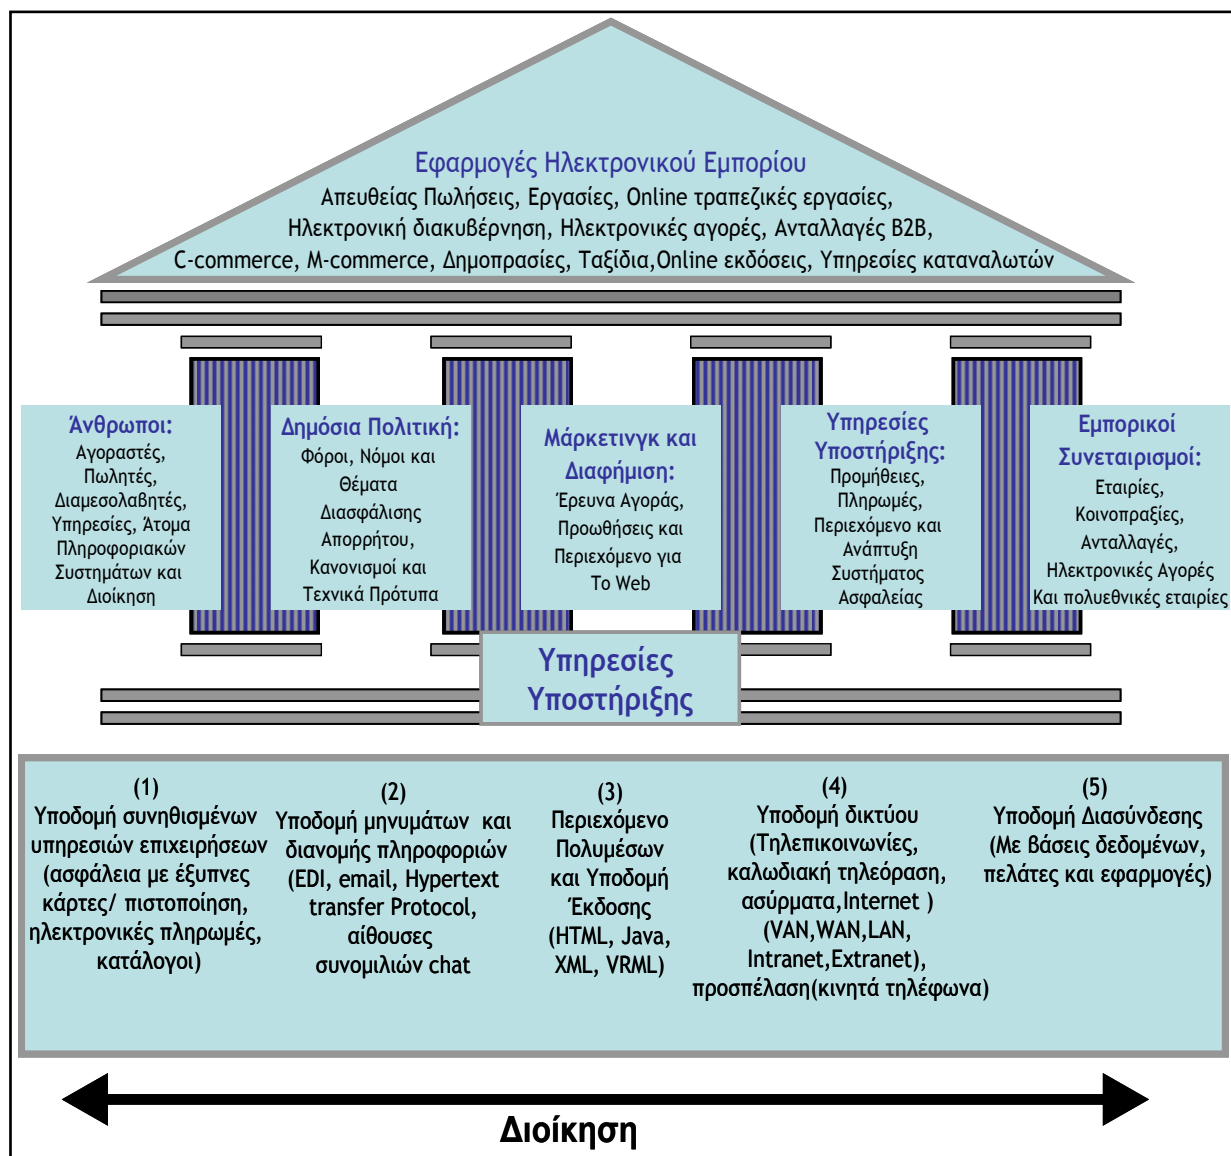 Εφαρμογές Ηλεκτρονικού Εμπορίου
Απευθείας Πωλήσεις, Εργασίες, Online τραπεζικές εργασίες,
Ηλεκτρονική διακυβέρνηση, Ηλεκτρονικές αγορές, Ανταλλαγές B2B,
C-commerce, M-commerce, Δημοπρασίες, Ταξίδια,Online εκδόσεις, Υπηρεσίες καταναλωτών
Άνθρωποι:
Αγοραστές,
Πωλητές,
Διαμεσολαβητές,
Υπηρεσίες, Άτομα
Πληροφοριακών
Συστημάτων και
Διοίκηση
Δημόσια Πολιτική:
Φόροι, Νόμοι και
Θέματα
Διασφάλισης
Απορρήτου,
Κανονισμοί και
Τεχνικά Πρότυπα
Μάρκετινγκ και
Διαφήμιση:
Έρευνα Αγοράς,
Προωθήσεις και
Περιεχόμενο για
Το Web
Υπηρεσίες
Υποστήριξης:
Προμήθειες,
Πληρωμές,
Περιεχόμενο και
Ανάπτυξη
Συστήματος
Ασφαλείας
Εμπορικοί
Συνεταιρισμοί:
Εταιρίες,
Κοινοπραξίες,
Ανταλλαγές,
Ηλεκτρονικές Αγορές
Και πολυεθνικές εταιρίες
Υπηρεσίες
Υποστήριξης
(1)
Υποδομή συνηθισμένων
υπηρεσιών επιχειρήσεων
(ασφάλεια με έξυπνες
κάρτες/ πιστοποίηση,
ηλεκτρονικές πληρωμές,
κατάλογοι)
(2)
Υποδομή μηνυμάτων και
διανομής πληροφοριών
(EDI, email, Hypertext
transfer Protocol,
αίθουσες
συνομιλιών chat
(3)
Περιεχόμενο
Πολυμέσων
και Υποδομή
Έκδοσης
(HTML, Java,
XML, VRML)
(4)
Υποδομή δικτύου
(Τηλεπικοινωνίες,
καλωδιακή τηλεόραση,
ασύρματα,Internet )
(VAN,WAN,LAN,
Intranet,Extranet),
προσπέλαση(κινητά τηλέφωνα)
(5)
Υποδομή Διασύνδεσης
(Με βάσεις δεδομένων,
πελάτες και εφαρμογές)
Διοίκηση